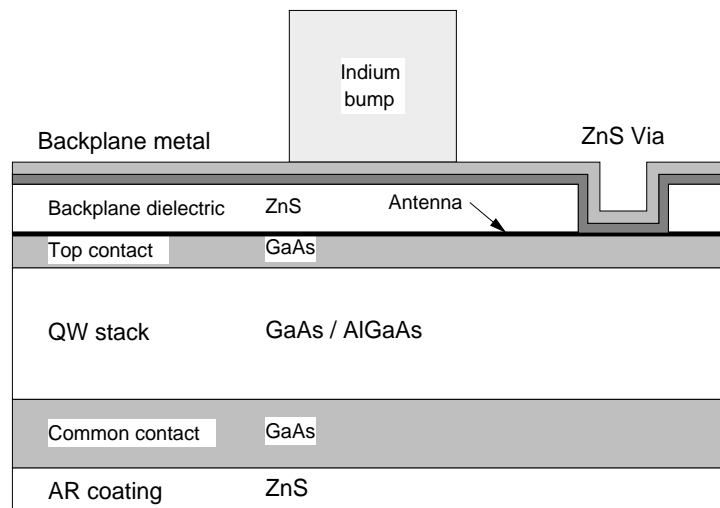 Indium
bump
Backplane metal
ZnS Via
Backplane dielectric ZnS
Antenna
Top contact GaAs
QW stack GaAs / AlGaAs
Common contact GaAs
AR coating ZnS